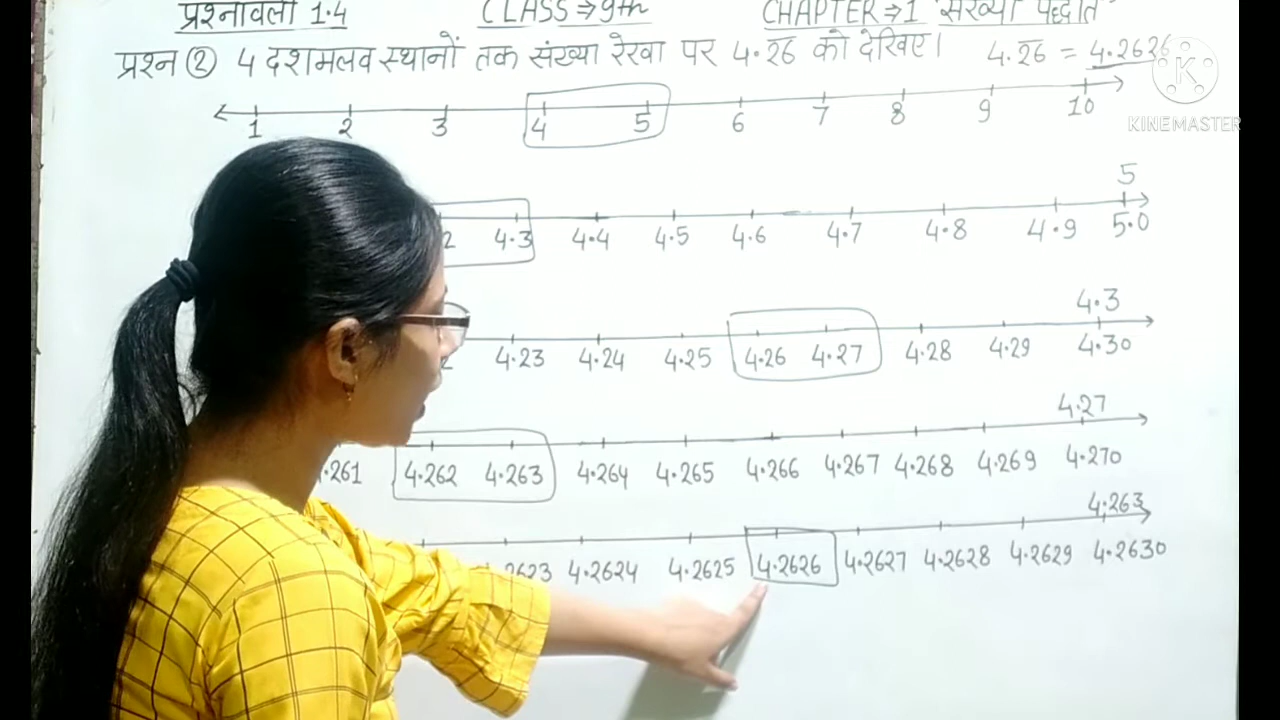 प्रश्नावली 1.4 CLASS⇒9th CHAPTER⇒1 "संख्या पद्धति"
प्रश्न ② 4 दशमलव स्थानों तक संख्या रेखा पर 4.2̅6̅ को देखिए। 4.2̅6̅ = 4.2626
K
KINEMASTER
1 2 3 4 5 6 7 8 9 10
5
4.3 4.4 4.5 4.6 4.7 4.8 4.9 5.0
4.3
4.23 4.24 4.25 4.26 4.27 4.28 4.29 4.30
4.27
4.262 4.263 4.264 4.265 4.266 4.267 4.268 4.269 4.270
4.263
4.2624 4.2625 4.2626 4.2627 4.2628 4.2629 4.2630